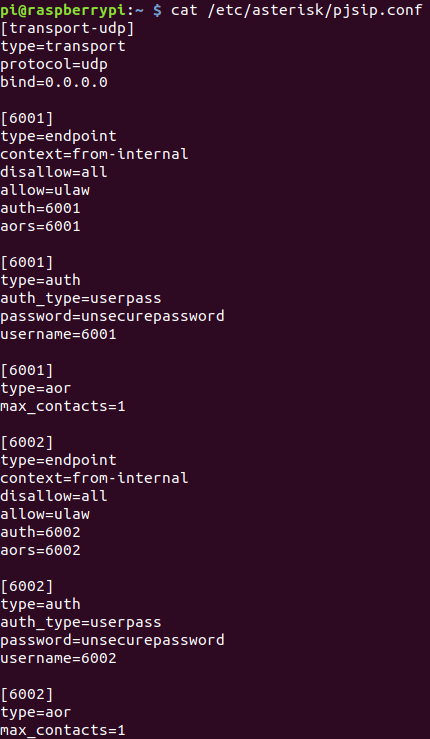 pi@raspberrypi:~ $ cat /etc/asterisk/pjsip.conf
[transport-udp]
type=transport
protocol=udp
bind=0.0.0.0

[6001]
type=endpoint
context=from-internal
disallow=all
allow=ulaw
auth=6001
aors=6001

[6001]
type=auth
auth_type=userpass
password=unsecurepassword
username=6001

[6001]
type=aor
max_contacts=1

[6002]
type=endpoint
context=from-internal
disallow=all
allow=ulaw
auth=6002
aors=6002

[6002]
type=auth
auth_type=userpass
password=unsecurepassword
username=6002

[6002]
type=aor
max_contacts=1